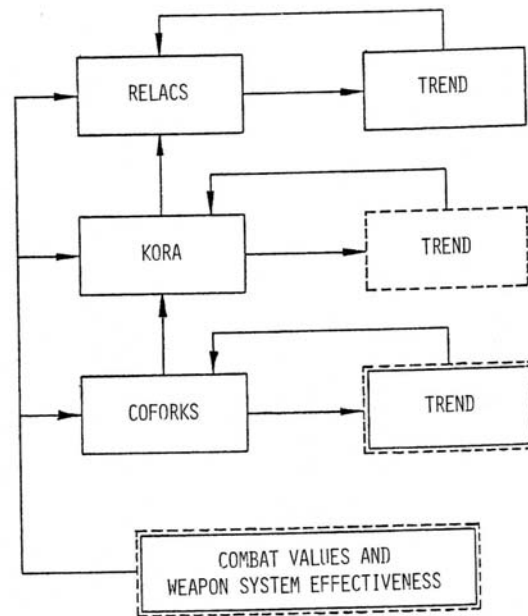 RELACS
TREND
KORA
TREND
COFORKS
TREND
COMBAT VALUES AND
WEAPON SYSTEM EFFECTIVENESS